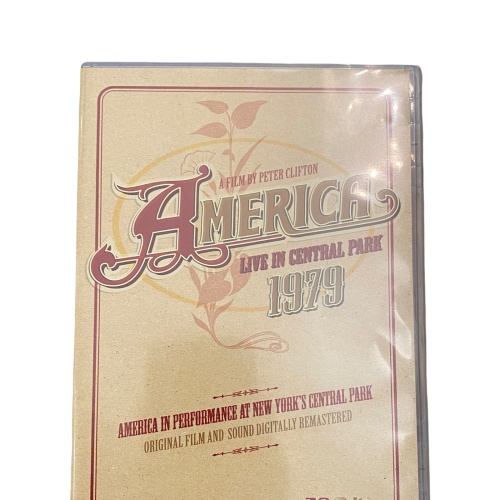 A FILM BY PETER CLIFTON
AMERICA
LIVE IN CENTRAL PARK
1979
AMERICA IN PERFORMANCE AT NEW YORK'S CENTRAL PARK
ORIGINAL FILM AND SOUND DIGITALLY REMASTERED